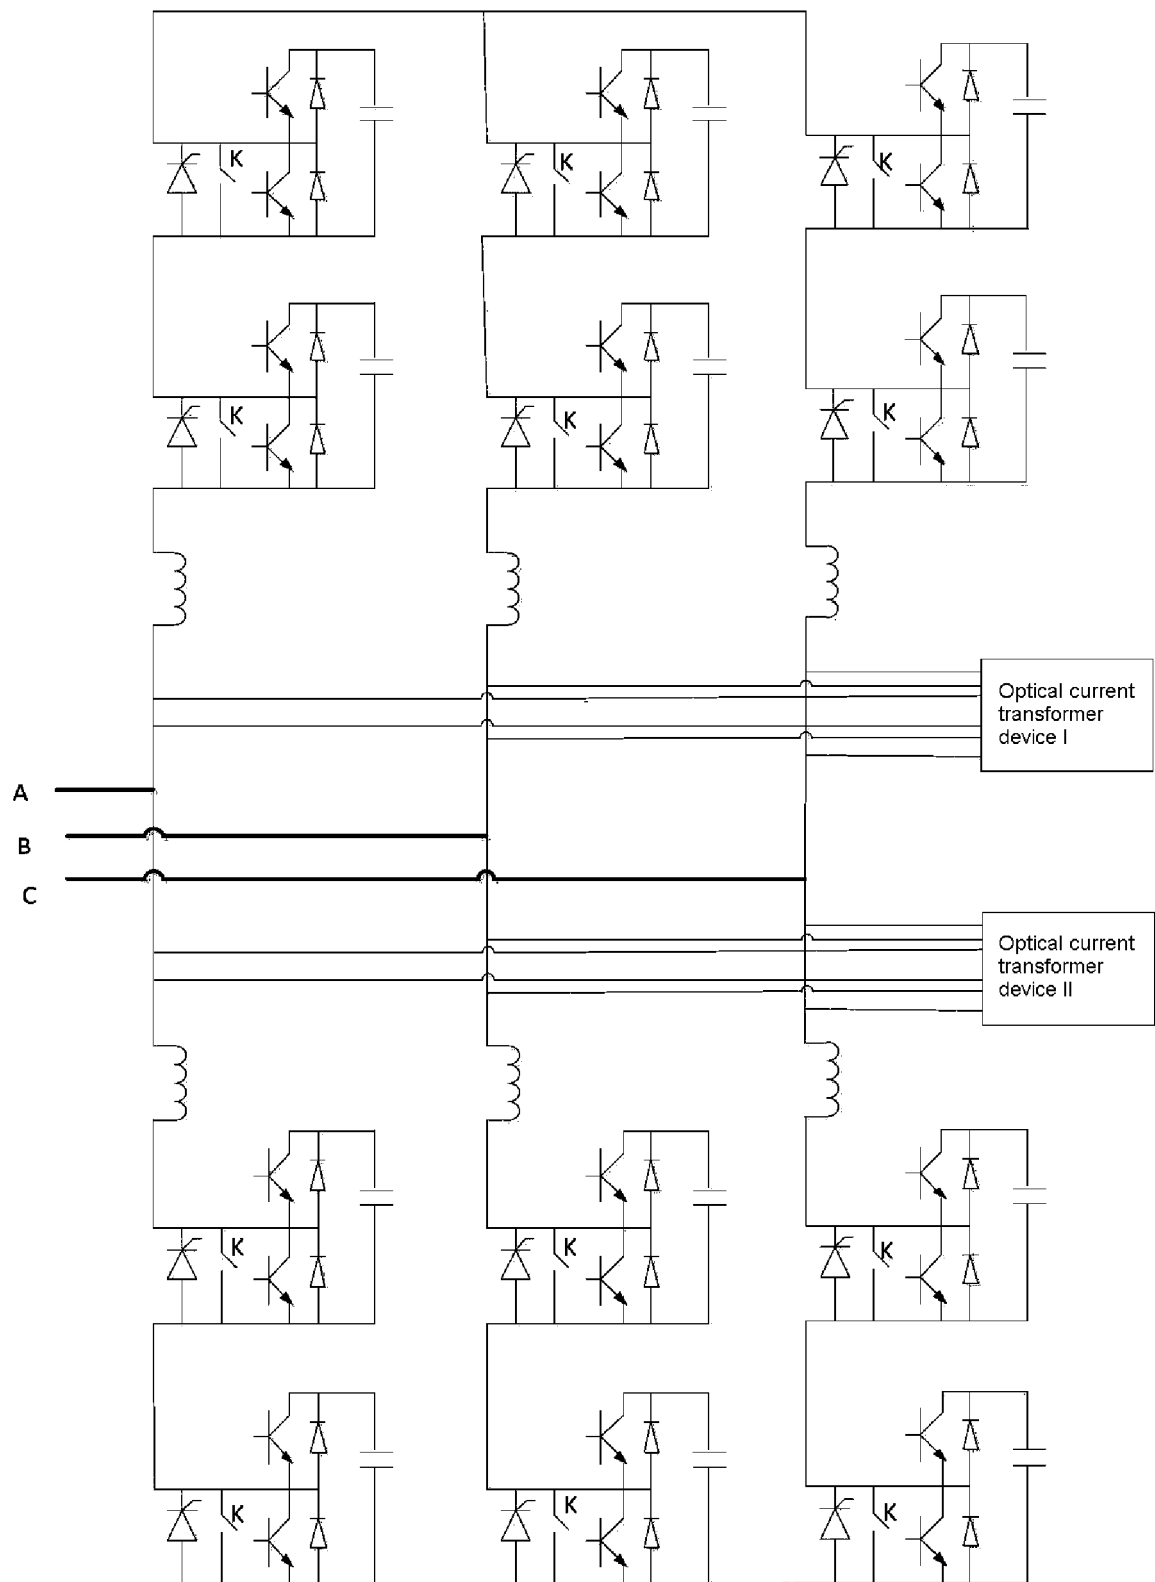 K K K
K K K
Optical current
transformer
device I
A
B
C
Optical current
transformer
device II
K K K
K K K